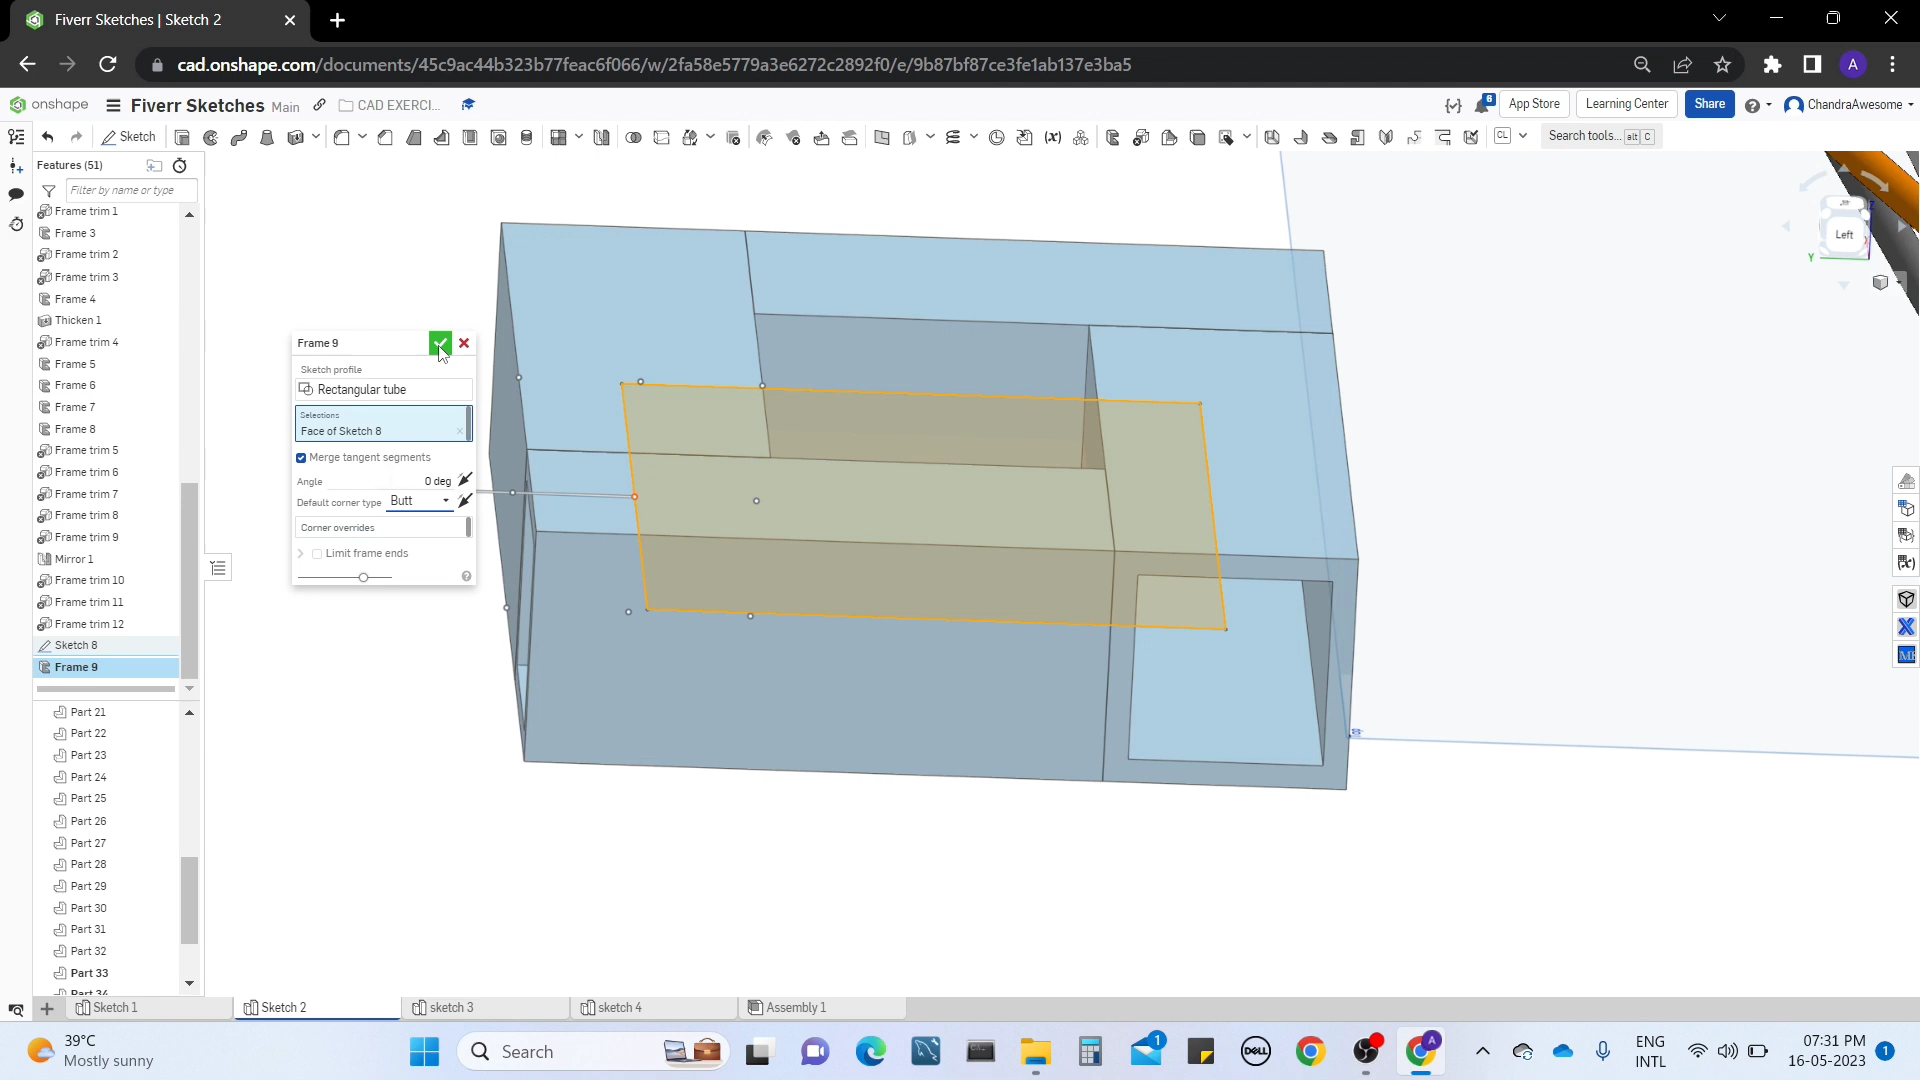 Fiverr Sketches | Sketch 2
cad.onshape.com/documents/45c9ac44b323b77feac6f066/w/2fa58e5779a3e6272c2892f0/e/9b87bf87ce3fe1ab137e3ba5
A
onshape
Fiverr Sketches Main
CAD EXERCI...
6
App Store
Learning Center
Share
ChandraAwesome
Sketch
CL
Search tools... alt C
Features (51)
Filter by name or type
Frame trim 1
Frame 3
Frame trim 2
Frame trim 3
Frame 4
Thicken 1
Frame trim 4
Frame 5
Frame 6
Frame 7
Frame 8
Frame trim 5
Frame trim 6
Frame trim 7
Frame trim 8
Frame trim 9
Mirror 1
Frame trim 10
Frame trim 11
Frame trim 12
Sketch 8
Frame 9
Part 21
Part 22
Part 23
Part 24
Part 25
Part 26
Part 27
Part 28
Part 29
Part 30
Part 31
Part 32
Part 33
Part 34
Frame 9
Sketch profile
Rectangular tube
Selections
Face of Sketch 8
Merge tangent segments
Angle 0 deg
Default corner type Butt
Corner overrides
Limit frame ends
Left
Z
Y
Sketch 1
Sketch 2
sketch 3
sketch 4
Assembly 1
39°C
Mostly sunny
Search
DELL
1
A
ENG
INTL
07:31 PM
16-05-2023
1